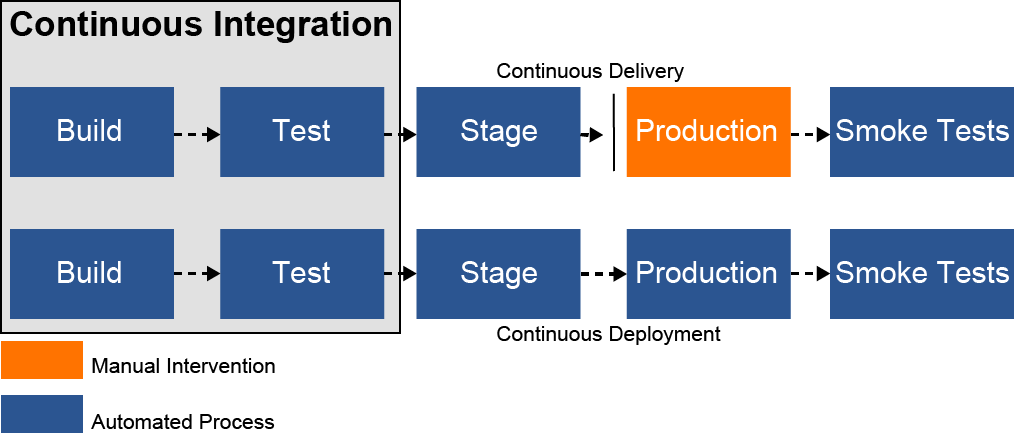 Continuous Integration
Continuous Delivery
Build
Test
Stage
Production
Smoke Tests
Build
Test
Stage
Production
Smoke Tests
Continuous Deployment
Manual Intervention
Automated Process